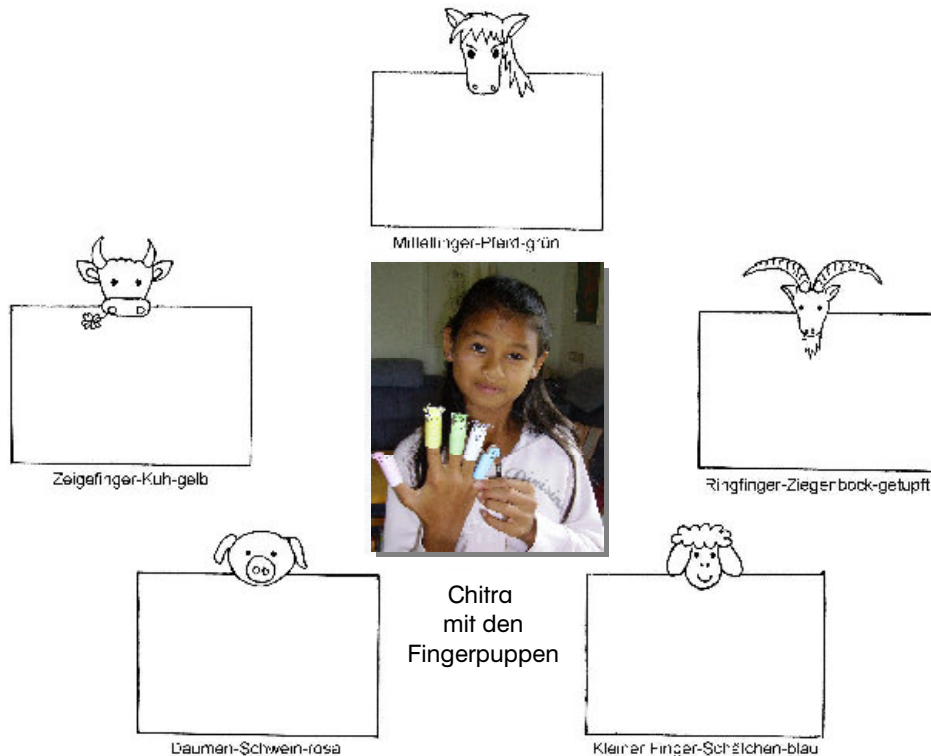 Mittelfinger-Pferd-grün
Zeigefinger-Kuh-gelb
Ringfinger-Ziegenbock-getupft
Division
Chitra
mit den
Fingerpuppen
Daumen-Schwein-rosa
Kleiner Finger-Schäfchen-blau